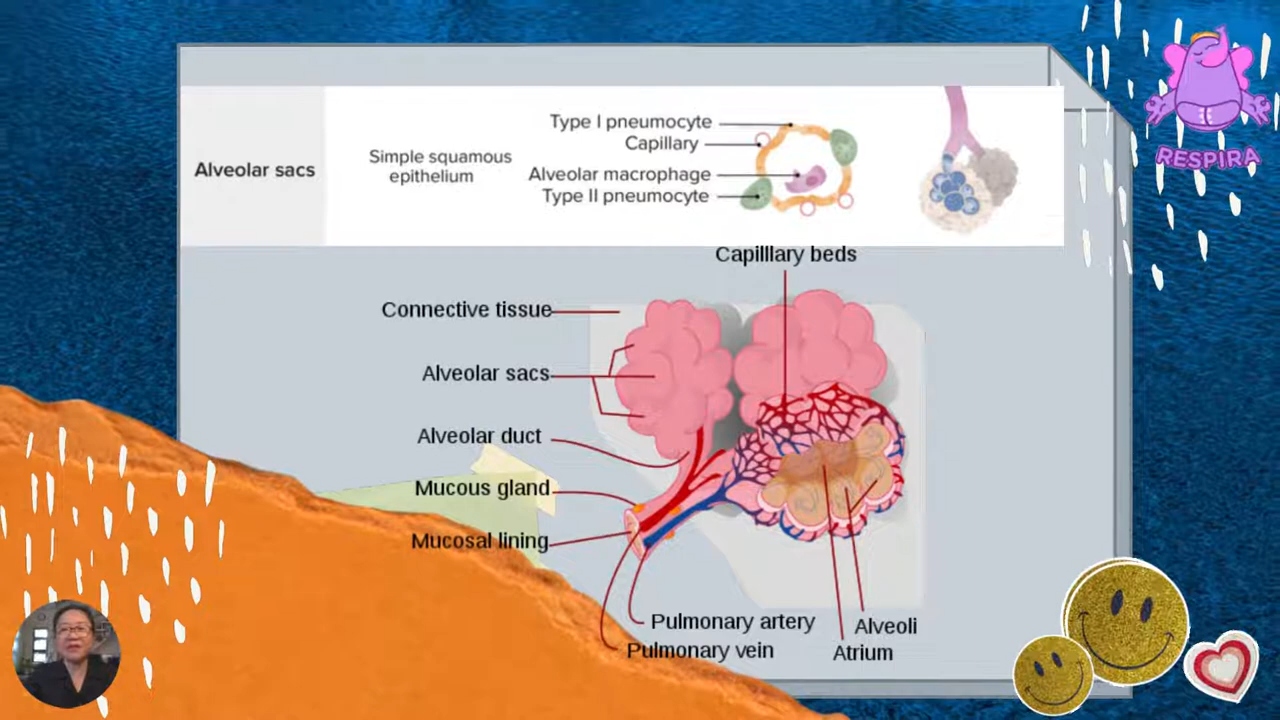 Alveolar sacs
Simple squamous
epithelium
Type I pneumocyte
Capillary
Alveolar macrophage
Type II pneumocyte
RESPIRA
Capilllary beds
Connective tissue
Alveolar sacs
Alveolar duct
Mucous gland
Mucosal lining
Pulmonary artery
Pulmonary vein
Alveoli
Atrium